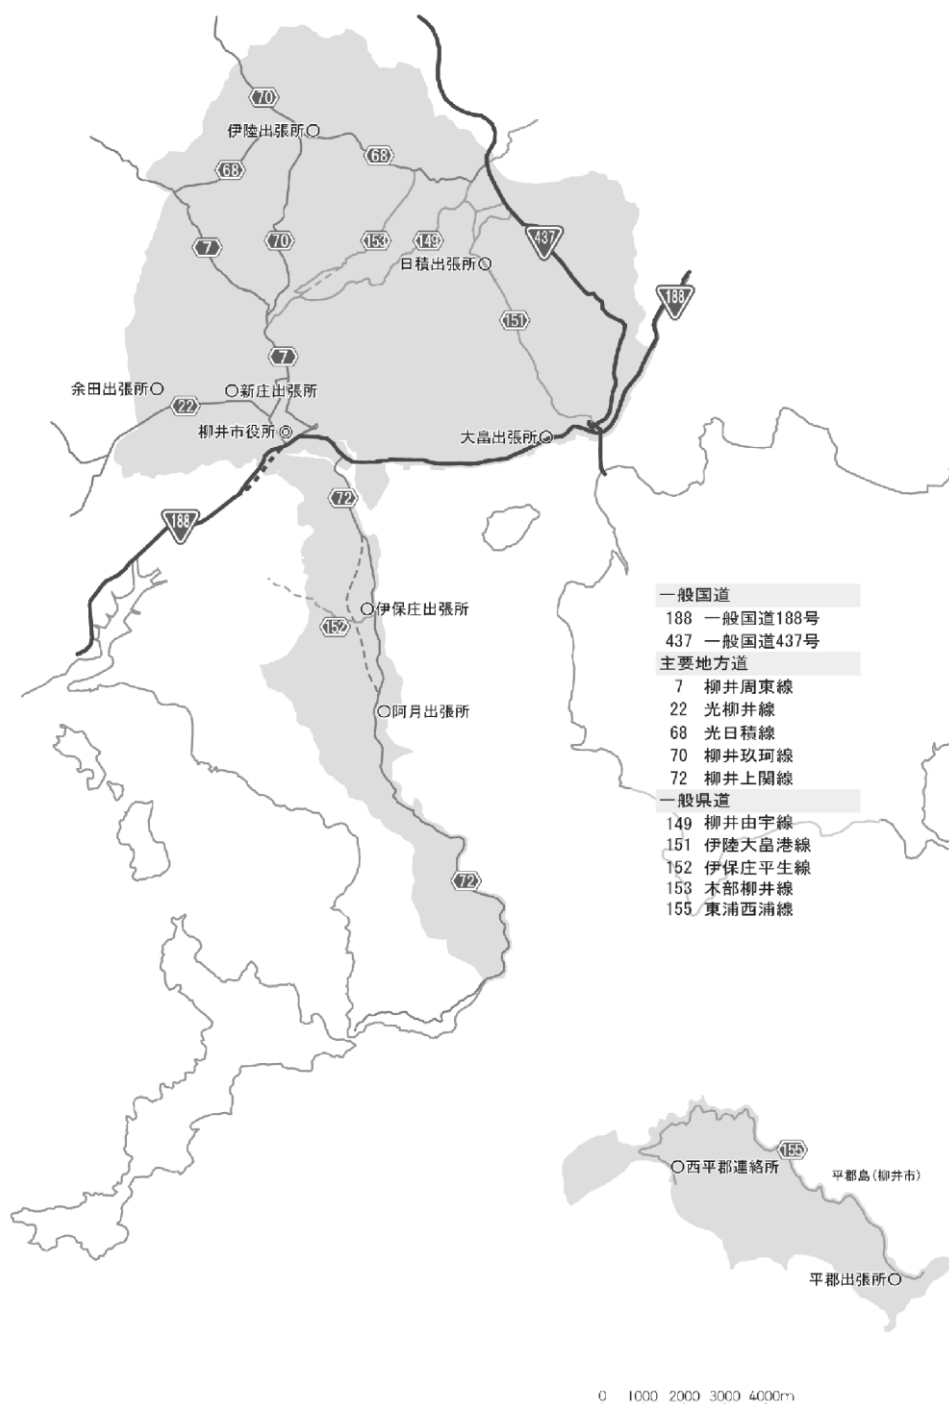 70
伊陸出張所
68
68
7
70
153
149
437
日積出張所
188
151
7
余田出張所
新庄出張所
22
柳井市役所
大畠出張所
72
188
伊保庄出張所
152
阿月出張所
72
一般国道
188 一般国道188号
437 一般国道437号
主要地方道
7 柳井周東線
22 光柳井線
68 光日積線
70 柳井玖珂線
72 柳井上関線
一般県道
149 柳井由宇線
151 伊陸大畠港線
152 伊保庄平生線
153 木部柳井線
155 東浦西浦線
155
西平郡連絡所
平郡島(柳井市)
平郡出張所
0 1000 2000 3000 4000m